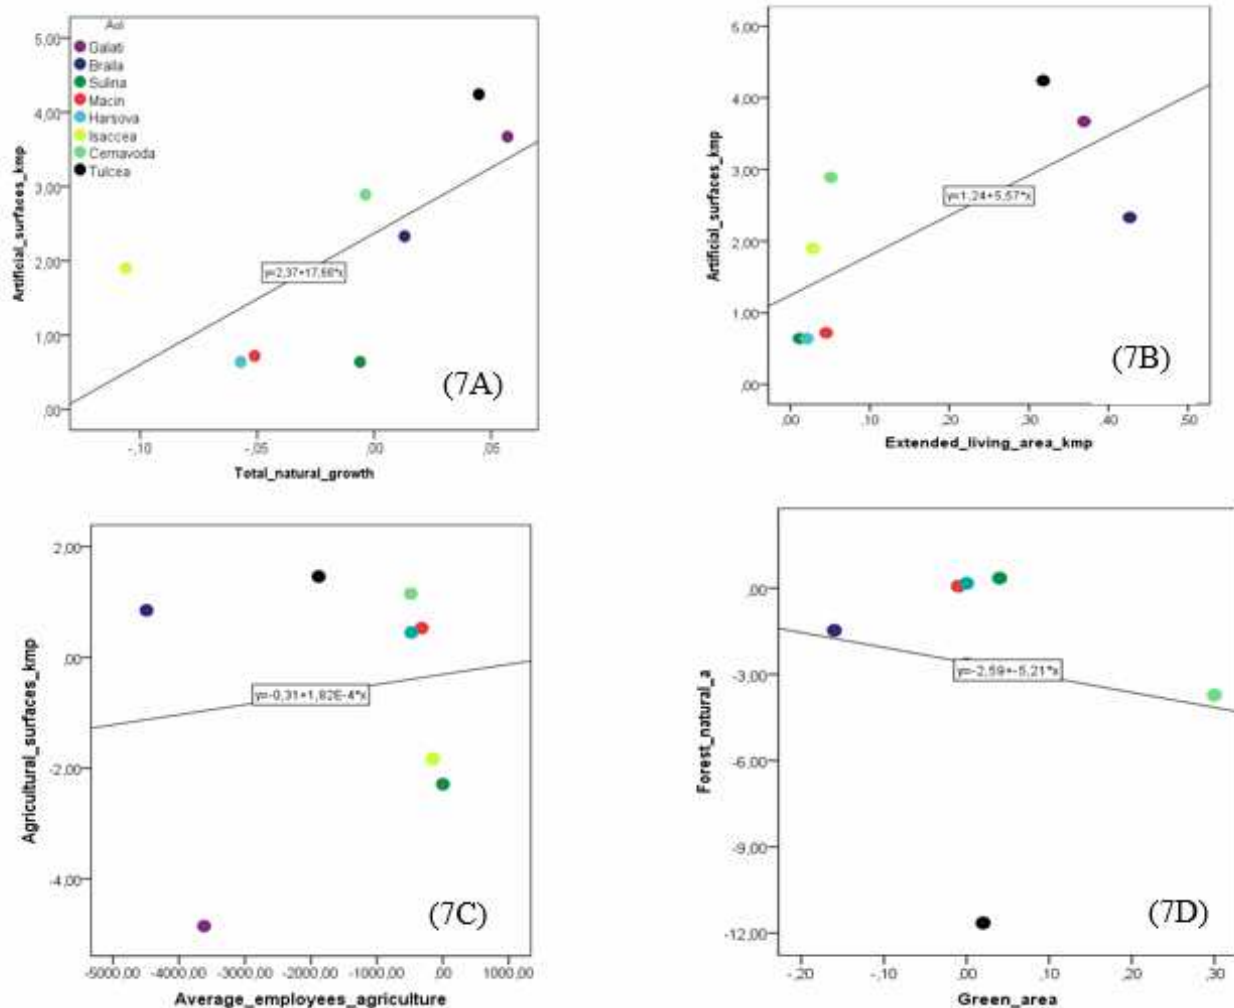 Asl
Galati
Braila
Sulina
Macin
Harsova
Isaccea
Cernavoda
Tulcea
5,00
4,00
3,00
2,00
1,00
,00
Artificial_surfaces_kmp
y=2,37+17,66*x
(7A)
-,10
-,05
,00
,05
Total_natural_growth
5,00
4,00
3,00
2,00
1,00
,00
Artificial_surfaces_kmp
y=1,24+5,57*x
(7B)
,00
,10
,20
,30
,40
,50
Extended_living_area_kmp
2,00
,00
-2,00
-4,00
Agricultural_surfaces_kmp
y=-0,31+1,82E-4*x
(7C)
-5000,00
-4000,00
-3000,00
-2000,00
-1000,00
,00
1000,00
Average_employees_agriculture
,00
-3,00
-6,00
-9,00
-12,00
Forest_natural_a
y=-2,59+-5,21*x
(7D)
-,20
-,10
,00
,10
,20
0,30
Green_area